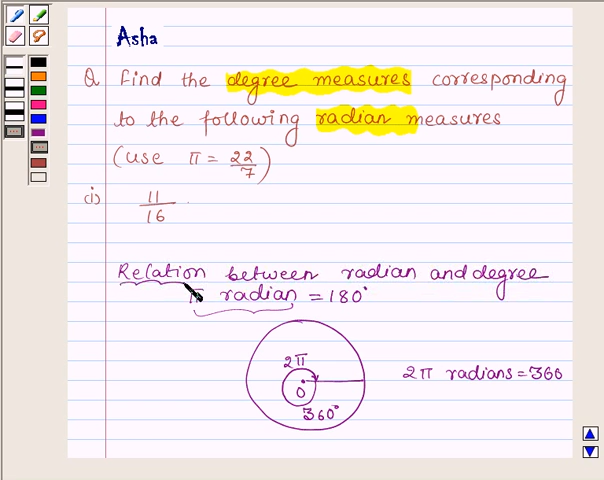 Asha
Q Find the degree measures corresponding
to the following radian measures
(use π = 22/7)
(i) 11/16
Relation between radian and degree
π radian = 180°
2π
0
360°
2π radians = 360